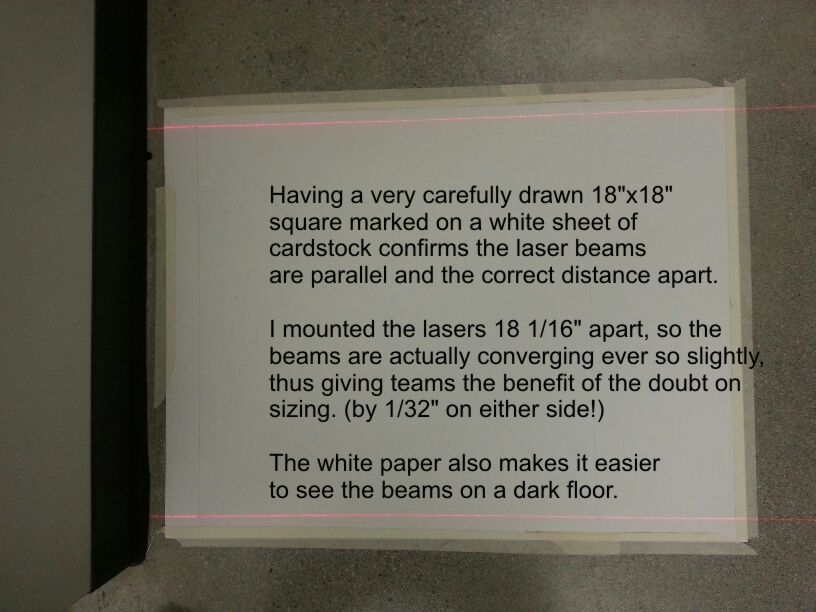 Having a very carefully drawn 18"x18"
square marked on a white sheet of
cardstock confirms the laser beams
are parallel and the correct distance apart.
I mounted the lasers 18 1/16" apart, so the
beams are actually converging ever so slightly,
thus giving teams the benefit of the doubt on
sizing. (by 1/32" on either side!)
The white paper also makes it easier
to see the beams on a dark floor.